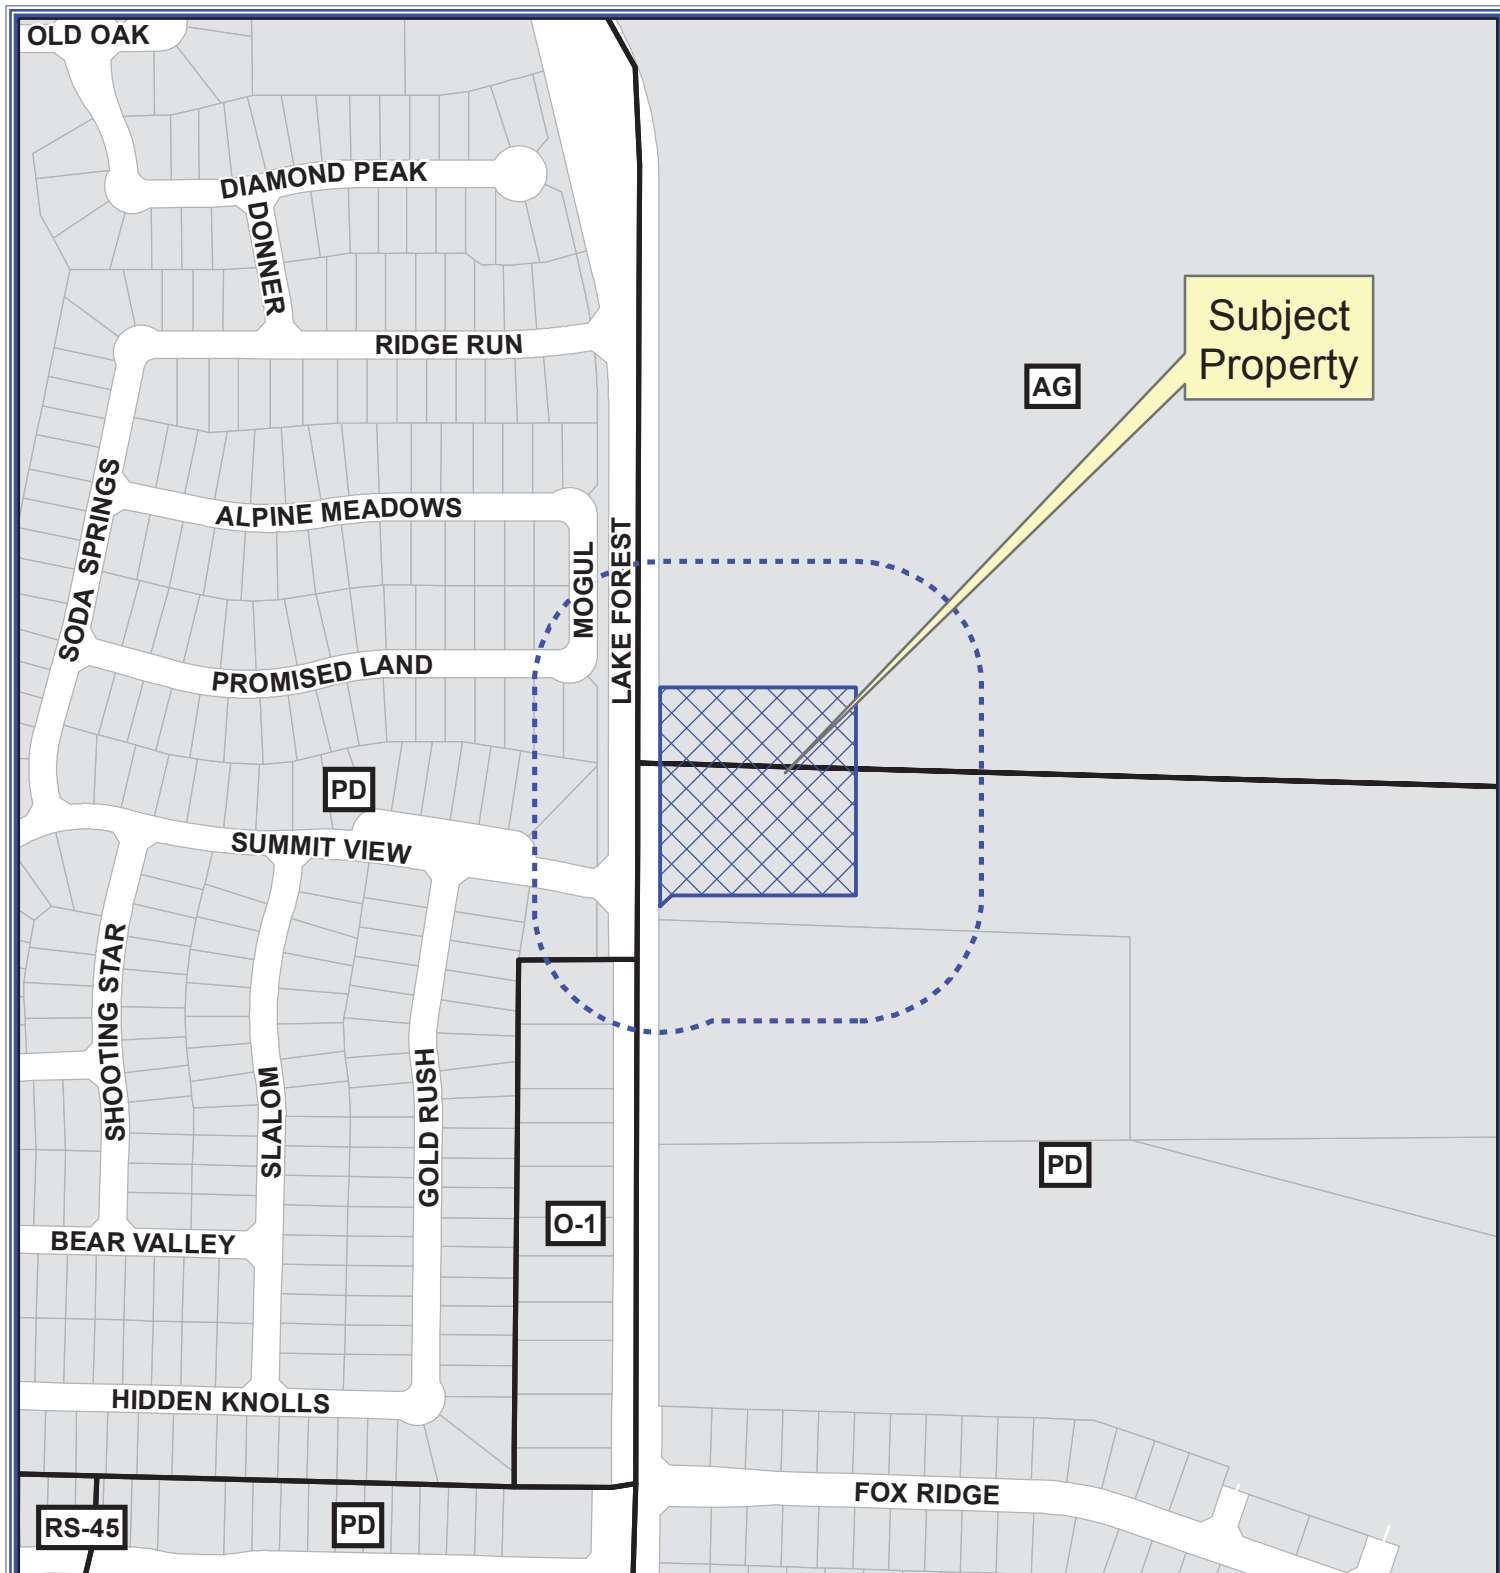 OLD OAK
DIAMOND PEAK
DONNER
RIDGE RUN
Subject
Property
AG
SODA SPRINGS
ALPINE MEADOWS
MOGUL
LAKE FOREST
PROMISED LAND
PD
SUMMIT VIEW
SHOOTING STAR
SLALOM
GOLD RUSH
PD
O-1
BEAR VALLEY
HIDDEN KNOLLS
FOX RIDGE
RS-45
PD